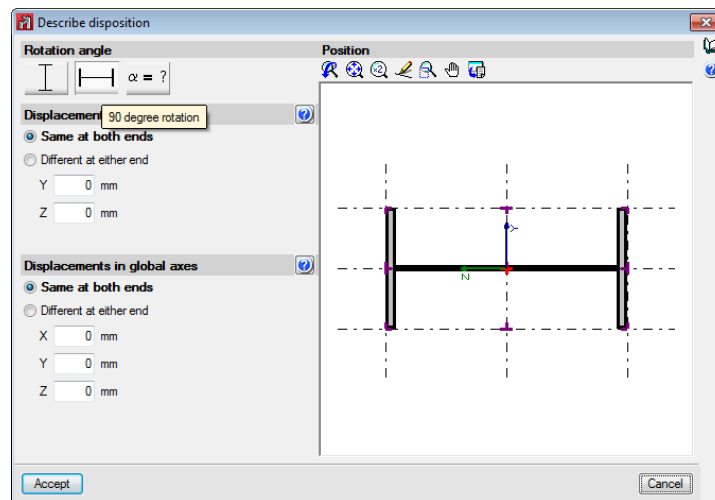 Describe disposition
Rotation angle
α = ?
90 degree rotation
Displacement
Same at both ends
Different at either end
Y 0 mm
Z 0 mm
Displacements in global axes
Same at both ends
Different at either end
X 0 mm
Y 0 mm
Z 0 mm
Position
x2
Y
Z
Accept
Cancel